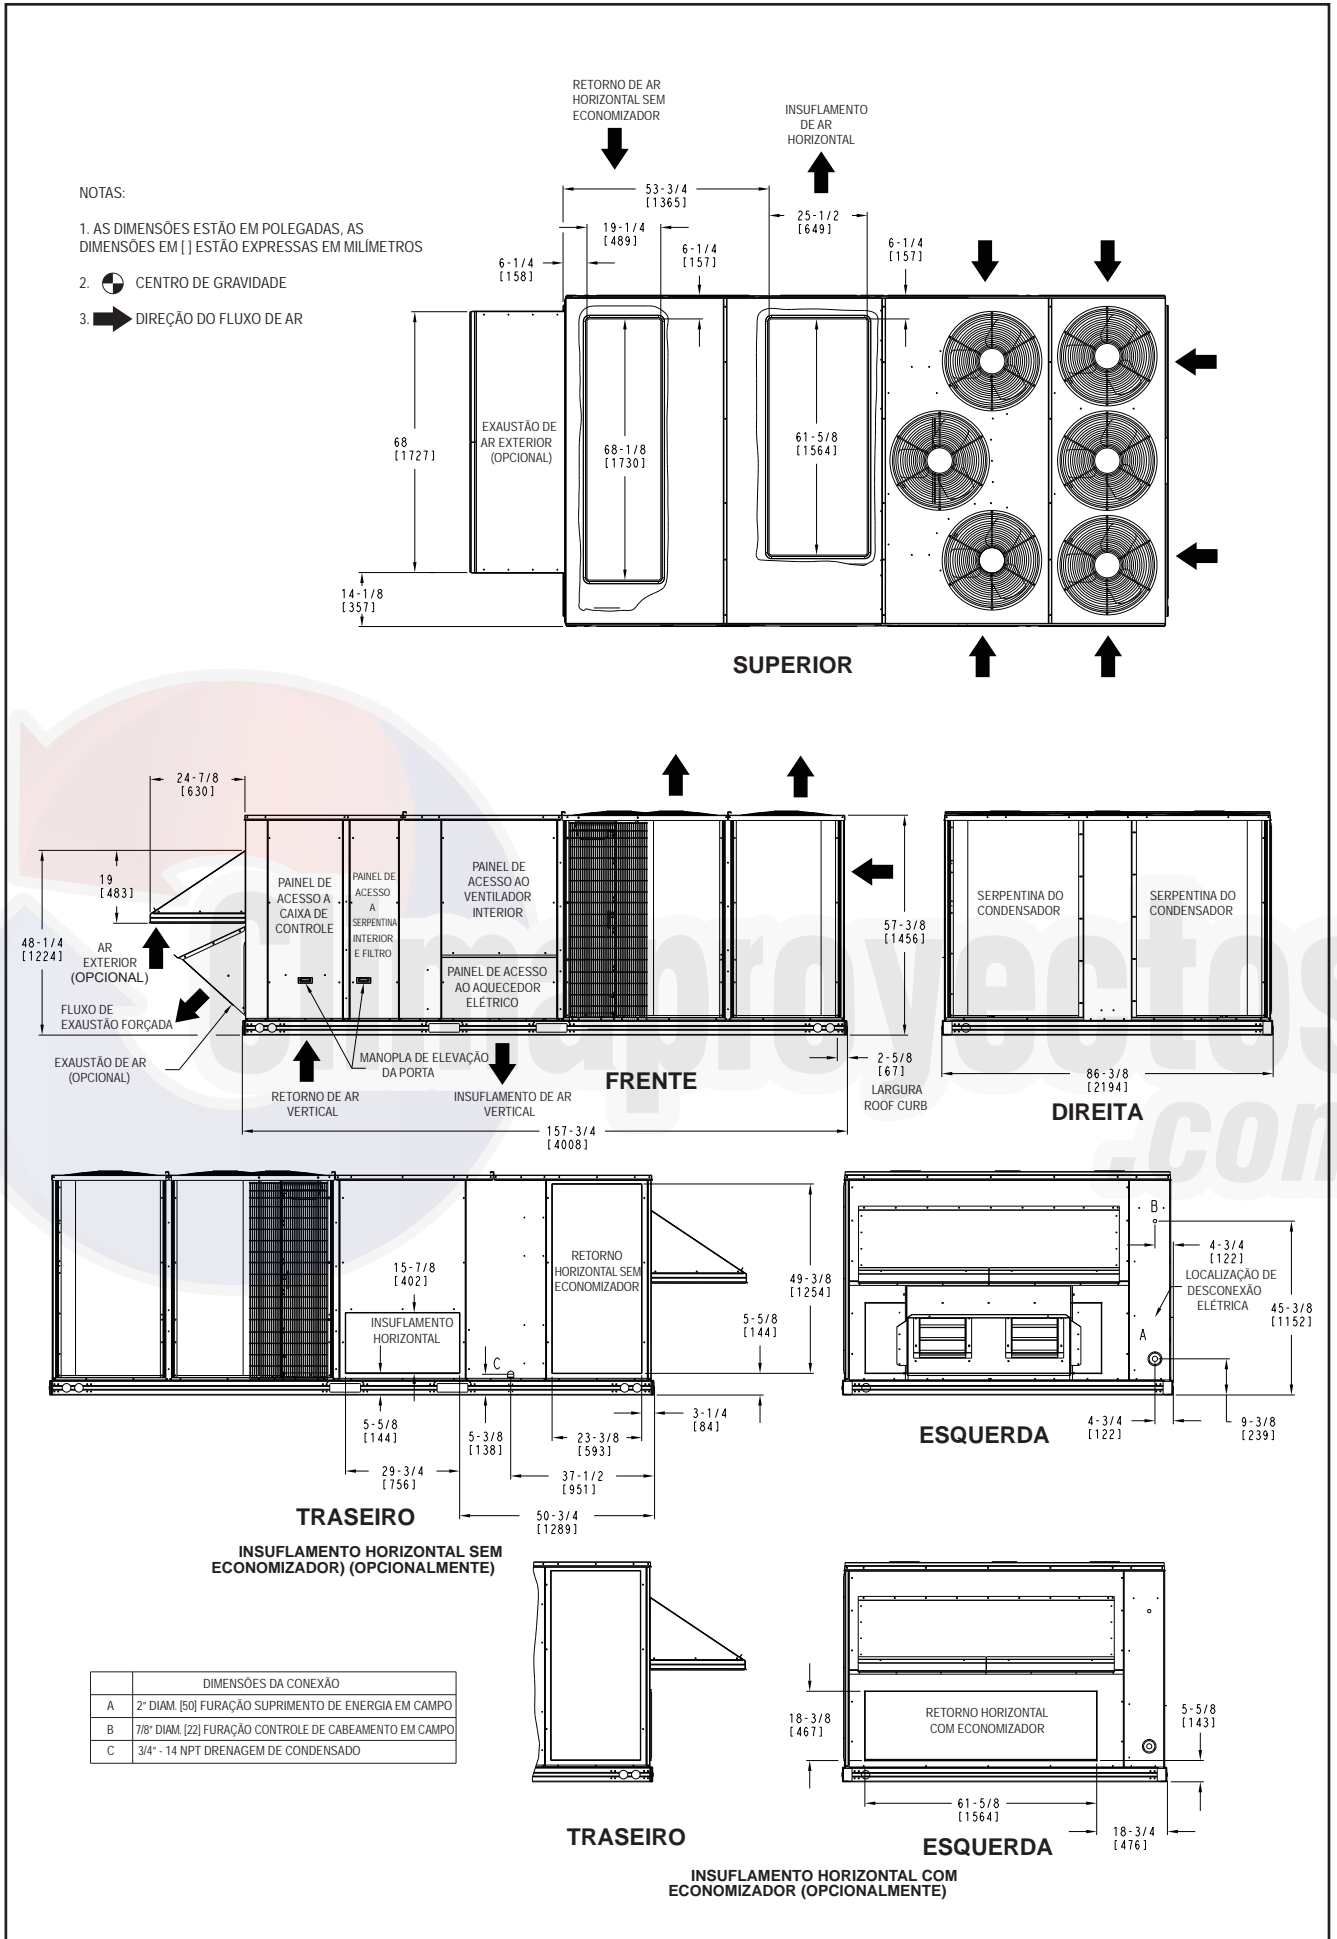 RETORNO DE AR
HORIZONTAL SEM
ECONOMIZADOR
INSUFLAMENTO
DE AR
HORIZONTAL
NOTAS:
1. AS DIMENSÕES ESTÃO EM POLEGADAS, AS
DIMENSÕES EM [ ] ESTÃO EXPRESSAS EM MILÍMETROS
2. CENTRO DE GRAVIDADE
3. DIREÇÃO DO FLUXO DE AR
53-3/4
[1365]
19-1/4
[489]
25-1/2
[649]
6-1/4
[158]
6-1/4
[157]
6-1/4
[157]
68
[1727]
EXAUSTÃO DE
AR EXTERIOR
(OPCIONAL)
68-1/8
[1730]
61-5/8
[1564]
14-1/8
[357]
SUPERIOR
24-7/8
[630]
19
[483]
48-1/4
[1224]
AR
EXTERIOR
(OPCIONAL)
FLUXO DE
EXAUSTÃO FORÇADA
EXAUSTÃO DE AR
(OPCIONAL)
PAINEL DE
ACESSO A
CAIXA DE
CONTROLE
PAINEL DE
ACESSO
A
SERPENTINA
INTERIOR
E FILTRO
PAINEL DE
ACESSO AO
VENTILADOR
INTERIOR
PAINEL DE ACESSO
AO AQUECEDOR
ELÉTRICO
57-3/8
[1456]
SERPENTINA DO
CONDENSADOR
SERPENTINA DO
CONDENSADOR
MANOPLA DE ELEVAÇÃO
DA PORTA
RETORNO DE AR
VERTICAL
INSUFLAMENTO DE AR
VERTICAL
FRENTE
2-5/8
[67]
LARGURA
ROOF CURB
86-3/8
[2194]
DIREITA
157-3/4
[4008]
Climaproyectos
.com
15-7/8
[402]
INSUFLAMENTO
HORIZONTAL
RETORNO
HORIZONTAL SEM
ECONOMIZADOR
C
49-3/8
[1254]
5-5/8
[144]
5-5/8
[144]
5-3/8
[138]
23-3/8
[593]
3-1/4
[84]
29-3/4
[756]
37-1/2
[951]
50-3/4
[1289]
TRASEIRO
INSUFLAMENTO HORIZONTAL SEM
ECONOMIZADOR) (OPCIONALMENTE)
B
4-3/4
[122]
LOCALIZAÇÃO DE
DESCONEXÃO
ELÉTRICA
A
45-3/8
[1152]
4-3/4
[122]
9-3/8
[239]
ESQUERDA
DIMENSÕES DA CONEXÃO
A 2" DIAM. [50] FURAÇÃO SUPRIMENTO DE ENERGIA EM CAMPO
B 7/8" DIAM. [22] FURAÇÃO CONTROLE DE CABEAMENTO EM CAMPO
C 3/4" - 14 NPT DRENAGEM DE CONDENSADO
18-3/8
[467]
RETORNO HORIZONTAL
COM ECONOMIZADOR
5-5/8
[143]
61-5/8
[1564]
18-3/4
[476]
TRASEIRO
ESQUERDA
INSUFLAMENTO HORIZONTAL COM
ECONOMIZADOR (OPCIONALMENTE)